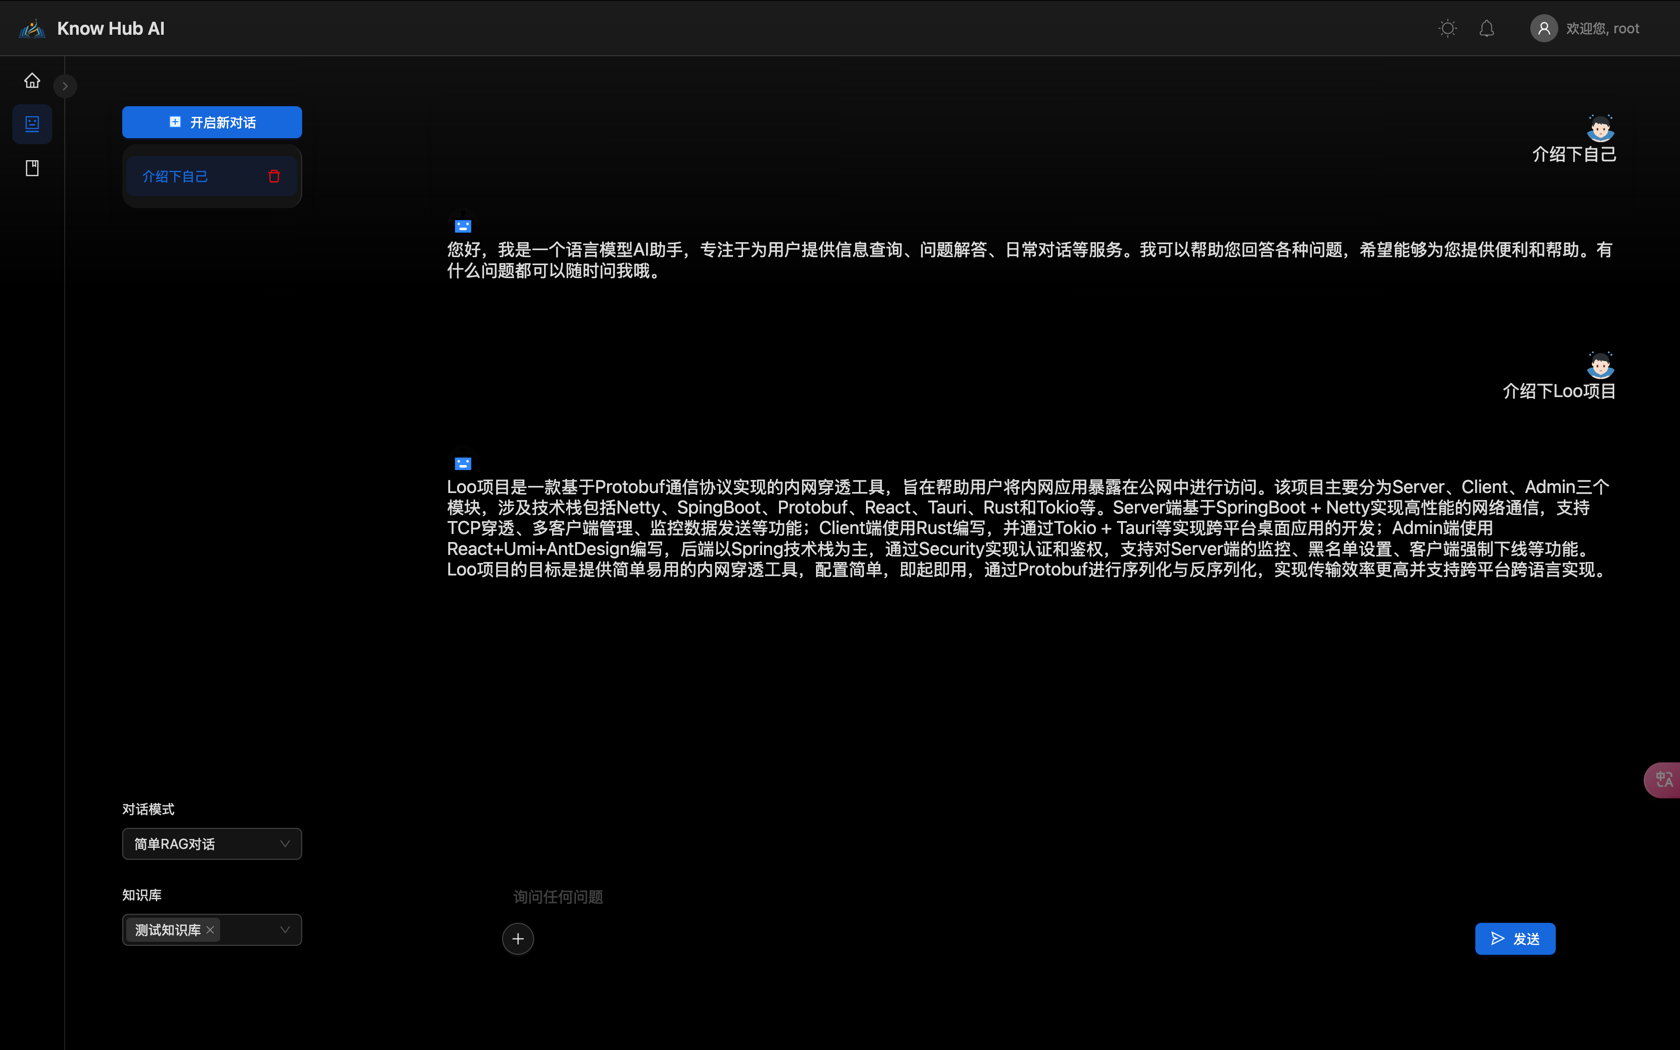 Know Hub AI
欢迎您, root
开启新对话
介绍下自己
介绍下自己
您好，我是一个语言模型AI助手，专注于为用户提供信息查询、问题解答、日常对话等服务。我可以帮助您回答各种问题，希望能够为您提供便利和帮助。有
什么问题都可以随时问我哦。
介绍下Loo项目
Loo项目是一款基于Protobuf通信协议实现的内网穿透工具，旨在帮助用户将内网应用暴露在公网中进行访问。该项目主要分为Server、Client、Admin三个
模块，涉及技术栈包括Netty、SpingBoot、Protobuf、React、Tauri、Rust和Tokio等。Server端基于SpringBoot + Netty实现高性能的网络通信，支持
TCP穿透、多客户端管理、监控数据发送等功能；Client端使用Rust编写，并通过Tokio + Tauri等实现跨平台桌面应用的开发；Admin端使用
React+Umi+AntDesign编写，后端以Spring技术栈为主，通过Security实现认证和鉴权，支持对Server端的监控、黑名单设置、客户端强制下线等功能。
Loo项目的目标是提供简单易用的内网穿透工具，配置简单，即起即用，通过Protobuf进行序列化与反序列化，实现传输效率更高并支持跨平台跨语言实现。
中 A
对话模式
简单RAG对话
知识库
测试知识库
询问任何问题
发送